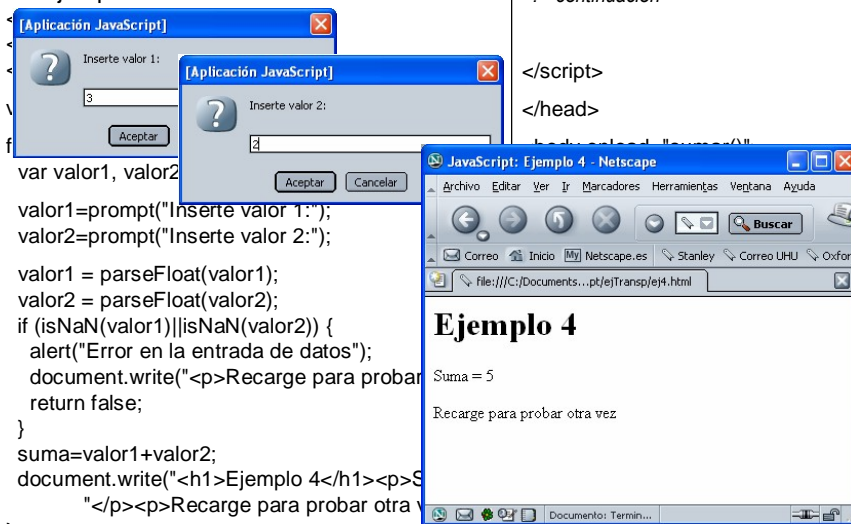 continuación
[Aplicación JavaScript]
Inserte valor 1:
3
Aceptar
[Aplicación JavaScript]
Inserte valor 2:
2
Aceptar Cancelar
</script>
</head>
body onload "sumar()"
var valor1, valor2
valor1=prompt("Inserte valor 1:");
valor2=prompt("Inserte valor 2:");
valor1 = parseFloat(valor1);
valor2 = parseFloat(valor2);
if (isNaN(valor1)||isNaN(valor2)) {
alert("Error en la entrada de datos");
document.write("<p>Recarge para probar
return false;
}
suma=valor1+valor2;
document.write("<h1>Ejemplo 4</h1><p>S
"</p><p>Recarge para probar otra v
JavaScript: Ejemplo 4 - Netscape
Archivo Editar Ver Ir Marcadores Herramientas Ventana Ayuda
Buscar
Correo Inicio My Netscape.es Stanley Correo UHU Oxfor
file:///C:/Documents...pt/ejTransp/ej4.html
Ejemplo 4
Suma = 5
Recarge para probar otra vez
Documento: Termin...